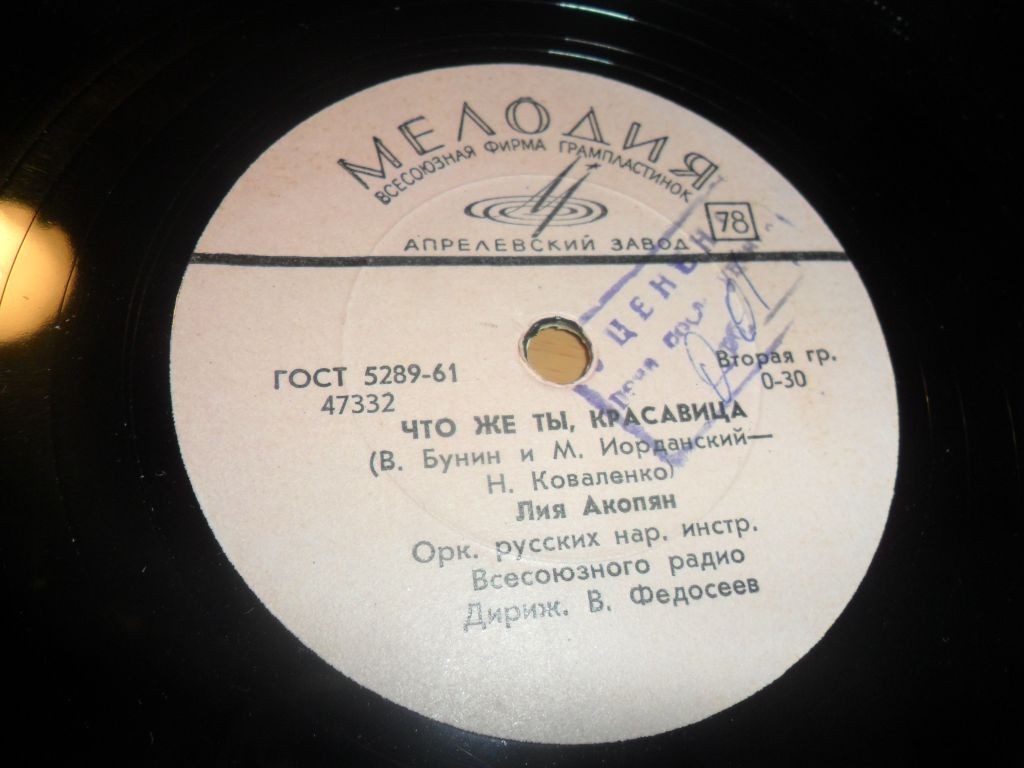 МЕЛОДИЯ
ВСЕСОЮЗНАЯ ФИРМА ГРАМПЛАСТИНОК
АПРЕЛЕВСКИЙ ЗАВОД
78
ГОСТ 5289-61
47332
Вторая гр.
0-30
ЧТО ЖЕ ТЫ, КРАСАВИЦА
(В. Бунин и М. Иорданский—
Н. Коваленко)
Лия Акопян
Орк. русских нар. инстр.
Всесоюзного радио
Дириж. В. Федосеев